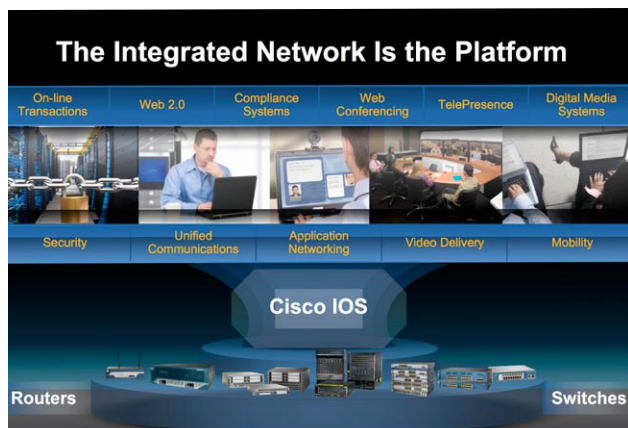 The Integrated Network Is the Platform
On-line
Transactions
Web 2.0
Compliance
Systems
Web
Conferencing
TelePresence
Digital Media
Systems
Security
Unified
Communications
Application
Networking
Video Delivery
Mobility
Cisco IOS
Routers
Switches